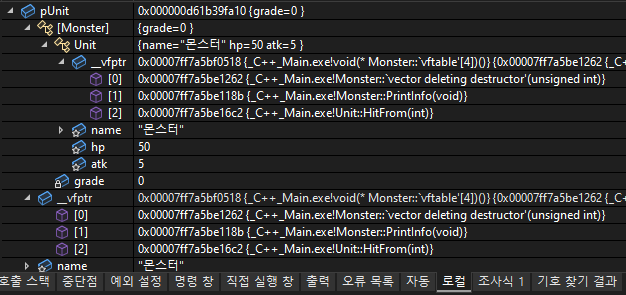 pUnit 0x000000d61b39fa10 {grade=0 }
[Monster] {grade=0 }
Unit {name="몬스터" hp=50 atk=5 }
__vfptr 0x00007ff7a5bf0518 {_C++_Main.exe!void(* Monster::`vftable'[4])()} {0x00007ff7a5be1262 {_C
[0] 0x00007ff7a5be1262 {_C++_Main.exe!Monster::`vector deleting destructor'(unsigned int)}
[1] 0x00007ff7a5be118b {_C++_Main.exe!Monster::PrintInfo(void)}
[2] 0x00007ff7a5be16c2 {_C++_Main.exe!Unit::HitFrom(int)}
name "몬스터"
hp 50
atk 5
grade 0
__vfptr 0x00007ff7a5bf0518 {_C++_Main.exe!void(* Monster::`vftable'[4])()} {0x00007ff7a5be1262 {_C
[0] 0x00007ff7a5be1262 {_C++_Main.exe!Monster::`vector deleting destructor'(unsigned int)}
[1] 0x00007ff7a5be118b {_C++_Main.exe!Monster::PrintInfo(void)}
[2] 0x00007ff7a5be16c2 {_C++_Main.exe!Unit::HitFrom(int)}
name "몬스터"
호출 스택 중단점 예외 설정 명령 창 직접 실행 창 출력 오류 목록 자동 로컬 조사식 1 기호 찾기 결과